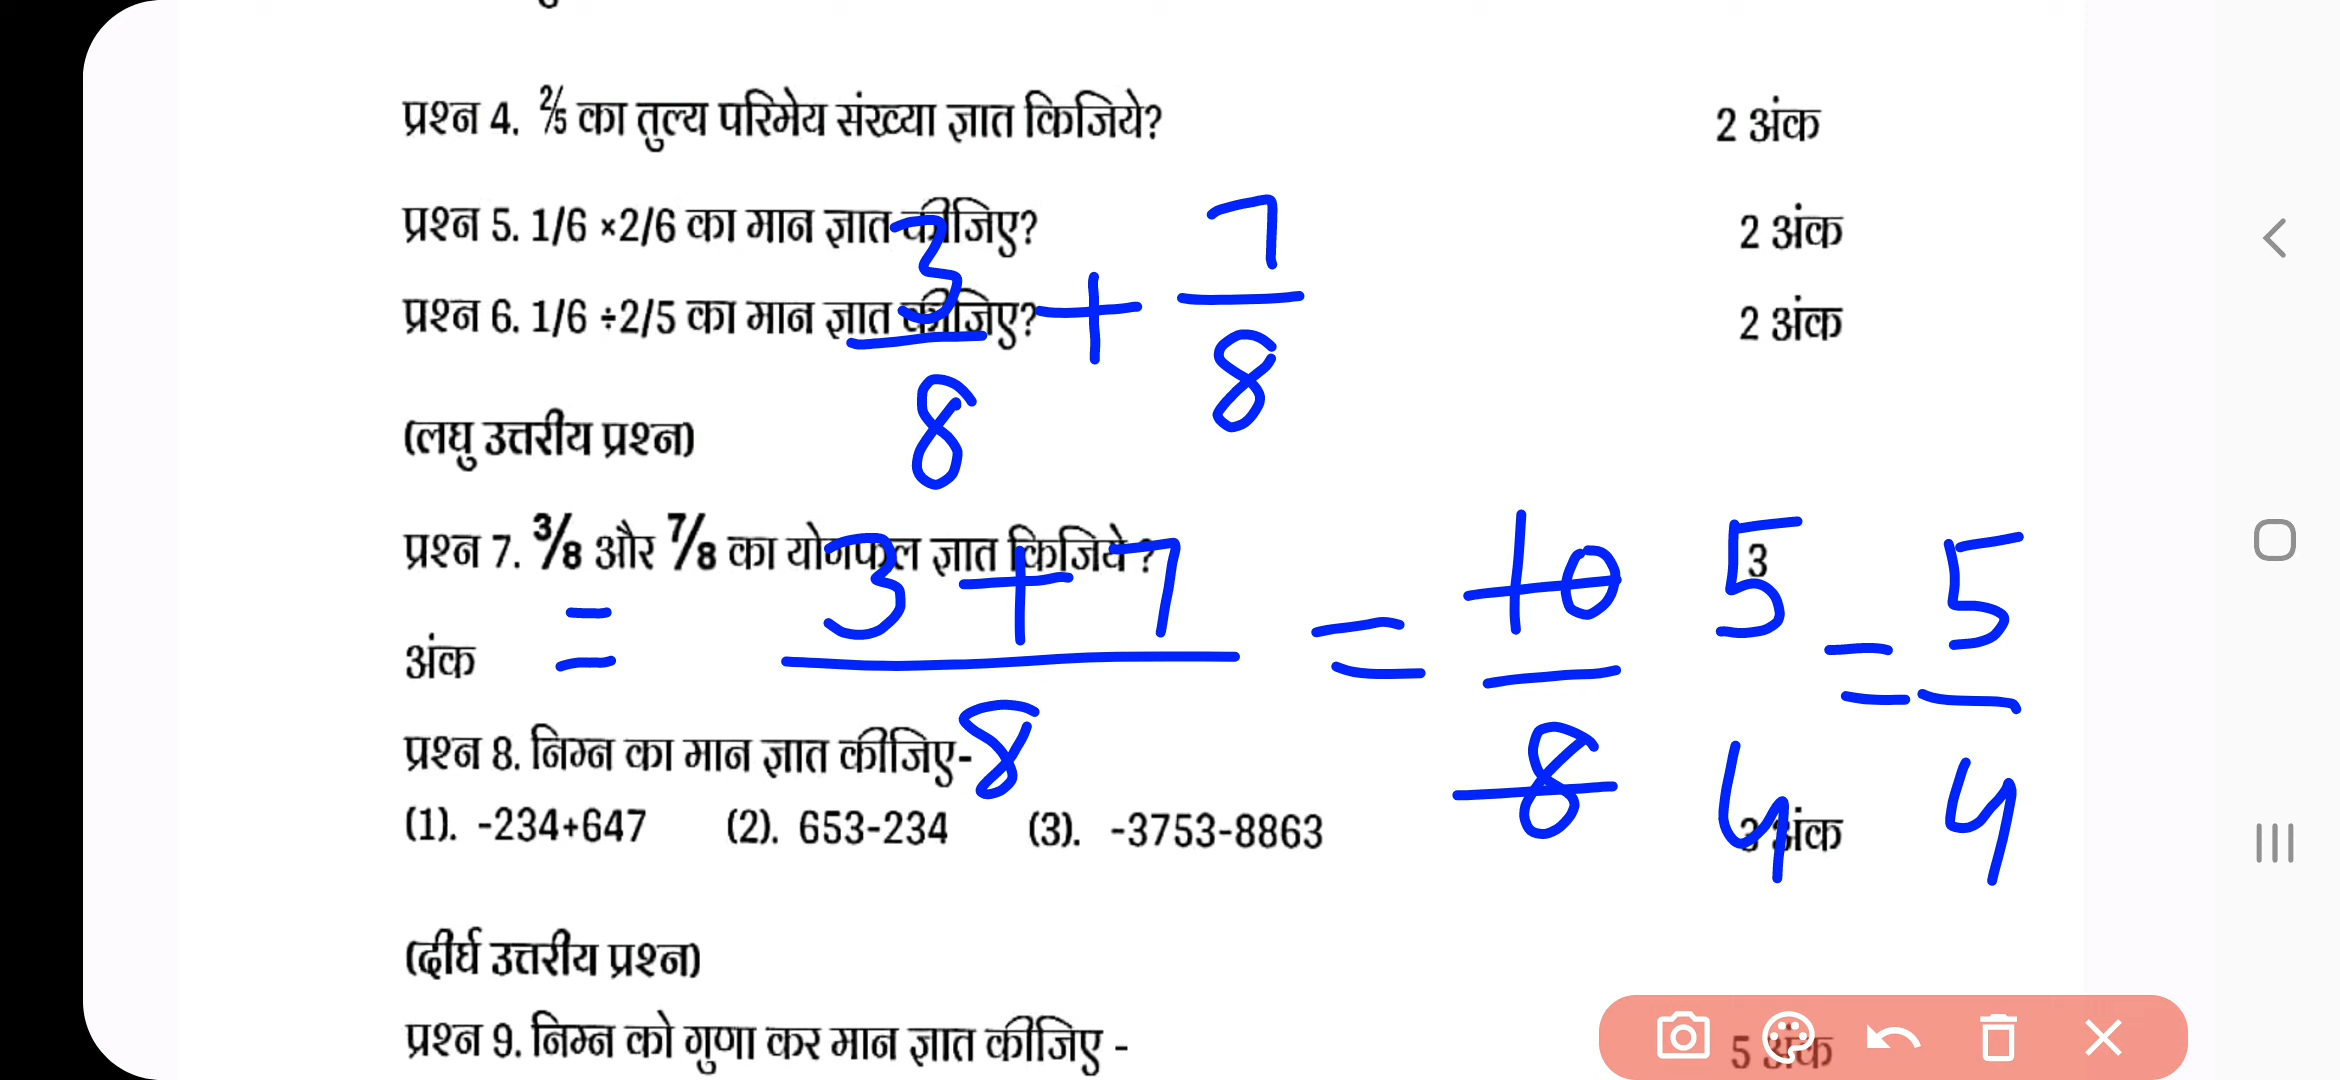 प्रश्न 4. ⅖ का तुल्य परिमेय संख्या ज्ञात किजिये? 2 अंक
प्रश्न 5. 1/6 ×2/6 का मान ज्ञात कीजिए? 2 अंक
प्रश्न 6. 1/6 ÷2/5 का मान ज्ञात कीजिए? 2 अंक
3/8 + 7/8
(लघु उत्तरीय प्रश्न)
प्रश्न 7. ³/₈ और ⁷/₈ का योगफल ज्ञात किजिये ? 3
अंक
= 3+7/8 = 10/8 5/4 = 5/4
प्रश्न 8. निम्न का मान ज्ञात कीजिए-
(1). -234+647 (2). 653-234 (3). -3753-8863 3 अंक
(दीर्घ उत्तरीय प्रश्न)
प्रश्न 9. निम्न को गुणा कर मान ज्ञात कीजिए - 5 अंक